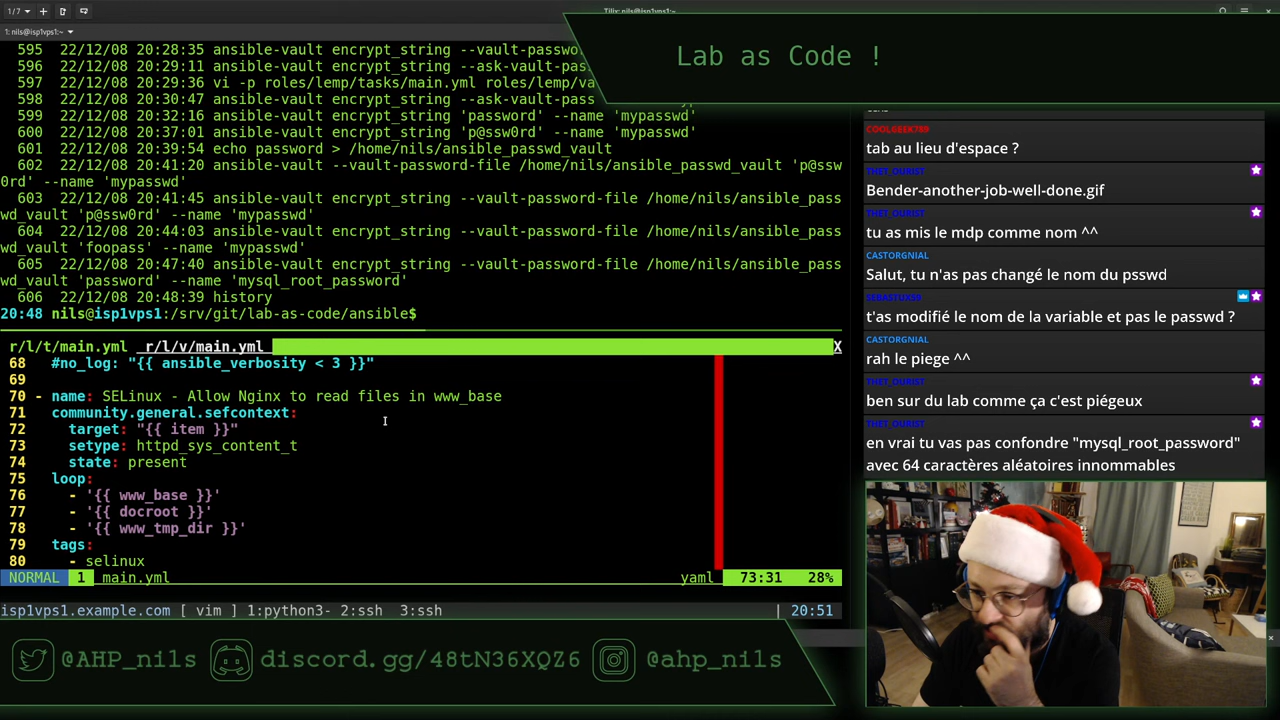 1/7
Tilix: nils@isp1vps1:~
1: nils@isp1vps1:~
Lab as Code !
595 22/12/08 20:28:35 ansible-vault encrypt_string --vault-passwo
596 22/12/08 20:29:11 ansible-vault encrypt_string --ask-vault-pas
597 22/12/08 20:29:36 vi -p roles/lemp/tasks/main.yml roles/lemp/va
598 22/12/08 20:30:47 ansible-vault encrypt_string --ask-vault-pass
599 22/12/08 20:32:16 ansible-vault encrypt_string 'password' --name 'mypasswd'
600 22/12/08 20:37:01 ansible-vault encrypt_string 'p@ssw0rd' --name 'mypasswd'
601 22/12/08 20:39:54 echo password > /home/nils/ansible_passwd_vault
602 22/12/08 20:41:20 ansible-vault --vault-password-file /home/nils/ansible_passwd_vault 'p@ssw
0rd' --name 'mypasswd'
603 22/12/08 20:41:45 ansible-vault encrypt_string --vault-password-file /home/nils/ansible_pass
wd_vault 'p@ssw0rd' --name 'mypasswd'
604 22/12/08 20:44:03 ansible-vault encrypt_string --vault-password-file /home/nils/ansible_pass
wd_vault 'foopass' --name 'mypasswd'
605 22/12/08 20:47:40 ansible-vault encrypt_string --vault-password-file /home/nils/ansible_pass
wd_vault 'password' --name 'mysql_root_password'
606 22/12/08 20:48:39 history
20:48 nils@isp1vps1:/srv/git/lab-as-code/ansible$
r/l/t/main.yml r/l/v/main.yml X
68 #no_log: "{{ ansible_verbosity < 3 }}"
69
70 - name: SELinux - Allow Nginx to read files in www_base
71 community.general.sefcontext:
72 target: "{{ item }}"
73 setype: httpd_sys_content_t
74 state: present
75 loop:
76 - '{{ www_base }}'
77 - '{{ docroot }}'
78 - '{{ www_tmp_dir }}'
79 tags:
80 - selinux
NORMAL 1 main.yml yaml 73:31 28%
isp1vps1.example.com [ vim ] 1:python3- 2:ssh 3:ssh | 20:51
@AHP_nils discord.gg/48tN36XQZ6 @ahp_nils
COOLGEEK789
tab au lieu d'espace ?
THET_OURIST
Bender-another-job-well-done.gif
THET_OURIST
tu as mis le mdp comme nom ^^
CASTORGNIAL
Salut, tu n'as pas changé le nom du psswd
SEBASTUX59
t'as modifié le nom de la variable et pas le passwd ?
CASTORGNIAL
rah le piege ^^
THET_OURIST
ben sur du lab comme ça c'est piégeux
THET_OURIST
en vrai tu vas pas confondre "mysql_root_password"
avec 64 caractères aléatoires innommables